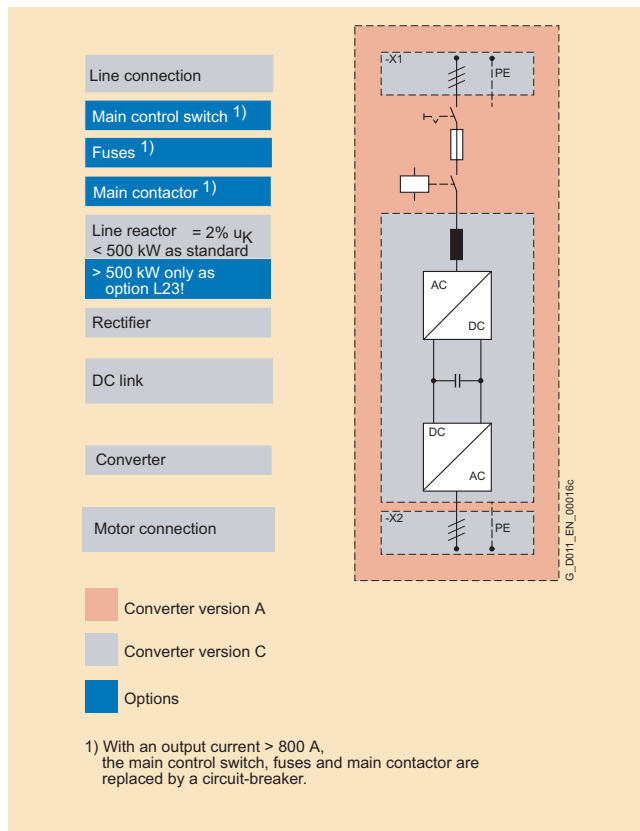 Line connection
Main control switch 1)
Fuses 1)
Main contactor 1)
Line reactor = 2% uK
< 500 kW as standard
> 500 kW only as
option L23!
Rectifier
DC link
Converter
Motor connection
-X1
PE
AC
DC
DC
AC
-X2
PE
G_D011_EN_00016c
Converter version A
Converter version C
Options
1) With an output current > 800 A,
the main control switch, fuses and main contactor are
replaced by a circuit-breaker.